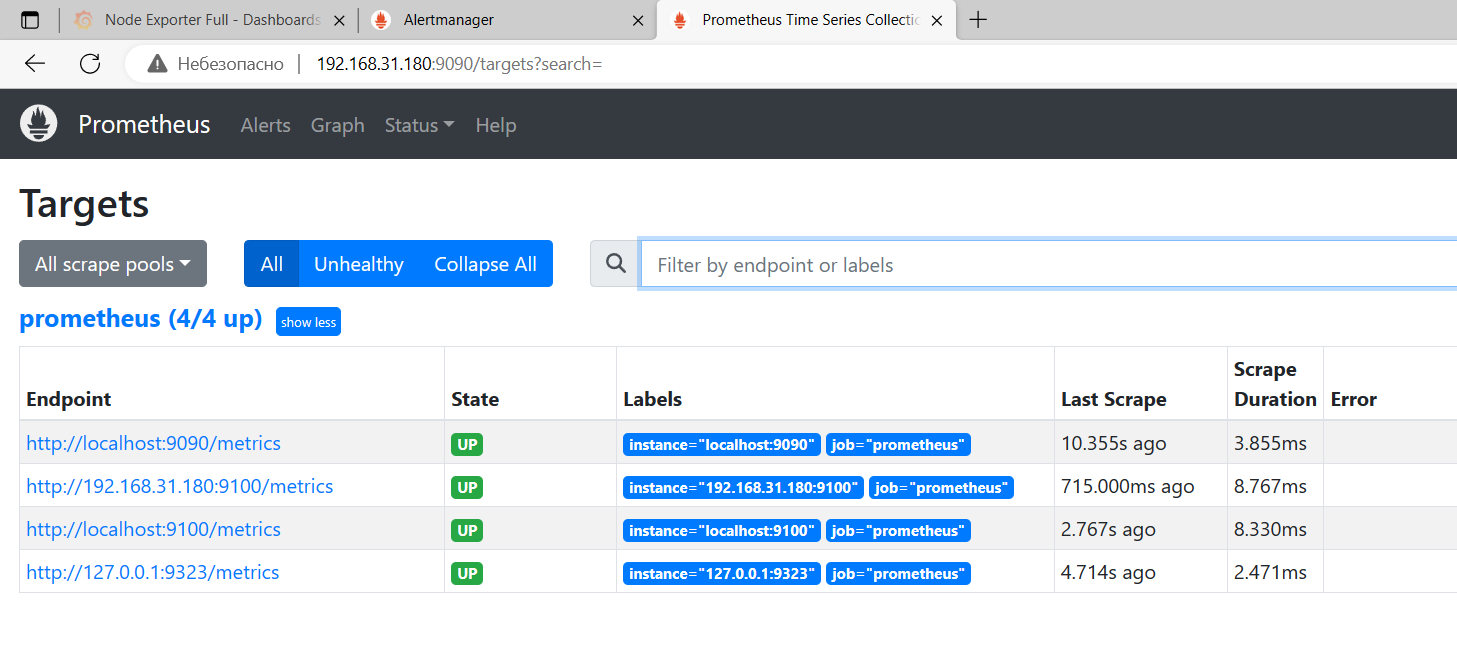 Node Exporter Full - Dashboards
Alertmanager
Prometheus Time Series Collectic
Небезопасно
192.168.31.180:9090/targets?search=
Prometheus Alerts Graph Status Help
Targets
All scrape pools All Unhealthy Collapse All Filter by endpoint or labels
prometheus (4/4 up) show less
Endpoint State Labels Last Scrape Scrape Duration Error
http://localhost:9090/metrics UP instance="localhost:9090" job="prometheus" 10.355s ago 3.855ms
http://192.168.31.180:9100/metrics UP instance="192.168.31.180:9100" job="prometheus" 715.000ms ago 8.767ms
http://localhost:9100/metrics UP instance="localhost:9100" job="prometheus" 2.767s ago 8.330ms
http://127.0.0.1:9323/metrics UP instance="127.0.0.1:9323" job="prometheus" 4.714s ago 2.471ms